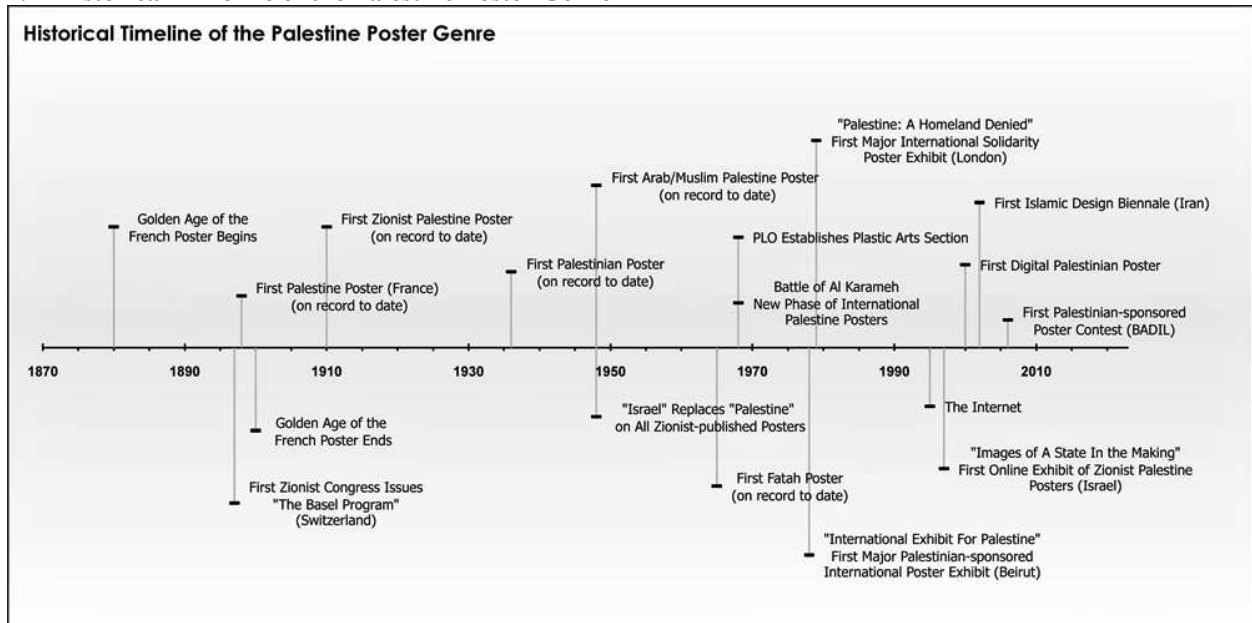 Historical Timeline of the Palestine Poster Genre
"Palestine: A Homeland Denied"
First Major International Solidarity
Poster Exhibit (London)
First Arab/Muslim Palestine Poster
(on record to date)
Golden Age of the
French Poster Begins
First Zionist Palestine Poster
(on record to date)
First Islamic Design Biennale (Iran)
PLO Establishes Plastic Arts Section
First Palestinian Poster
(on record to date)
First Digital Palestinian Poster
First Palestine Poster (France)
(on record to date)
Battle of Al Karameh
New Phase of International
Palestine Posters
First Palestinian-sponsored
Poster Contest (BADIL)
1870 1890 1910 1930 1950 1970 1990 2010
Golden Age of the
French Poster Ends
"Israel" Replaces "Palestine"
on All Zionist-published Posters
The Internet
"Images of A State In the Making"
First Online Exhibit of Zionist Palestine
Posters (Israel)
First Zionist Congress Issues
"The Basel Program"
(Switzerland)
First Fatah Poster
(on record to date)
"International Exhibit For Palestine"
First Major Palestinian-sponsored
International Poster Exhibit (Beirut)